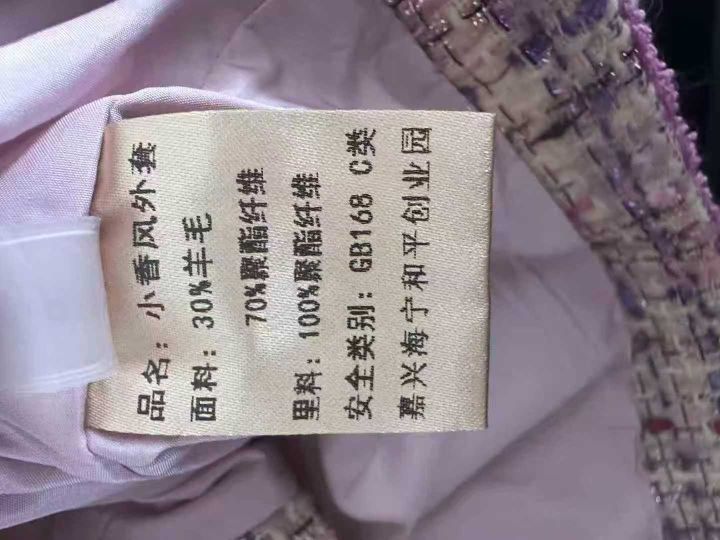 品名：小香风外套
面料：30%羊毛
70%聚酯纤维
里料：100%聚酯纤维
安全类别：GB168 C类
嘉兴海宁和平创业园